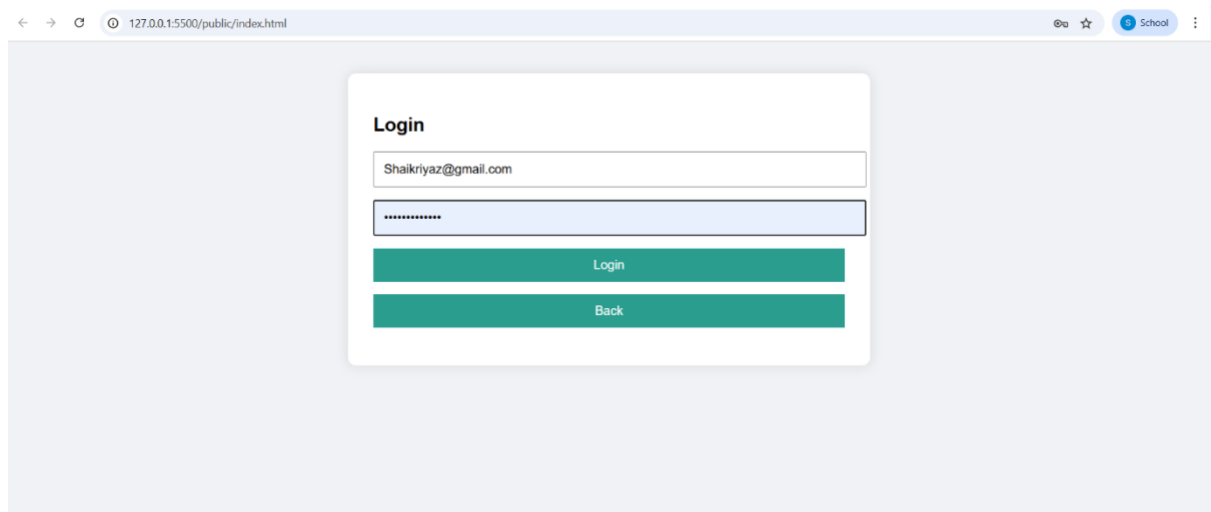 127.0.0.1:5500/public/index.html
S School
Login
Shaikriyaz@gmail.com
•••••••••••••
Login
Back